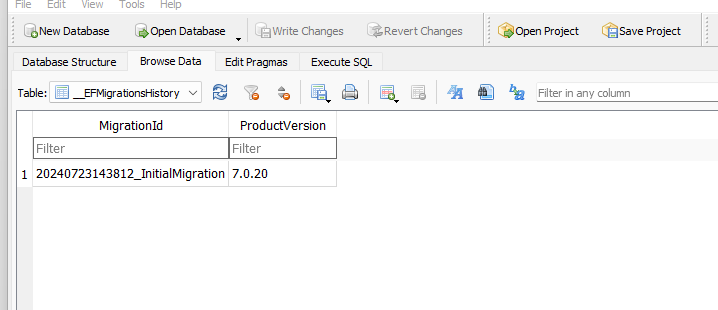 File Edit View Tools Help
New Database Open Database Write Changes Revert Changes Open Project Save Project
Database Structure Browse Data Edit Pragmas Execute SQL
Table: __EFMigrationsHistory Filter in any column
MigrationId ProductVersion
Filter Filter
1 20240723143812_InitialMigration 7.0.20